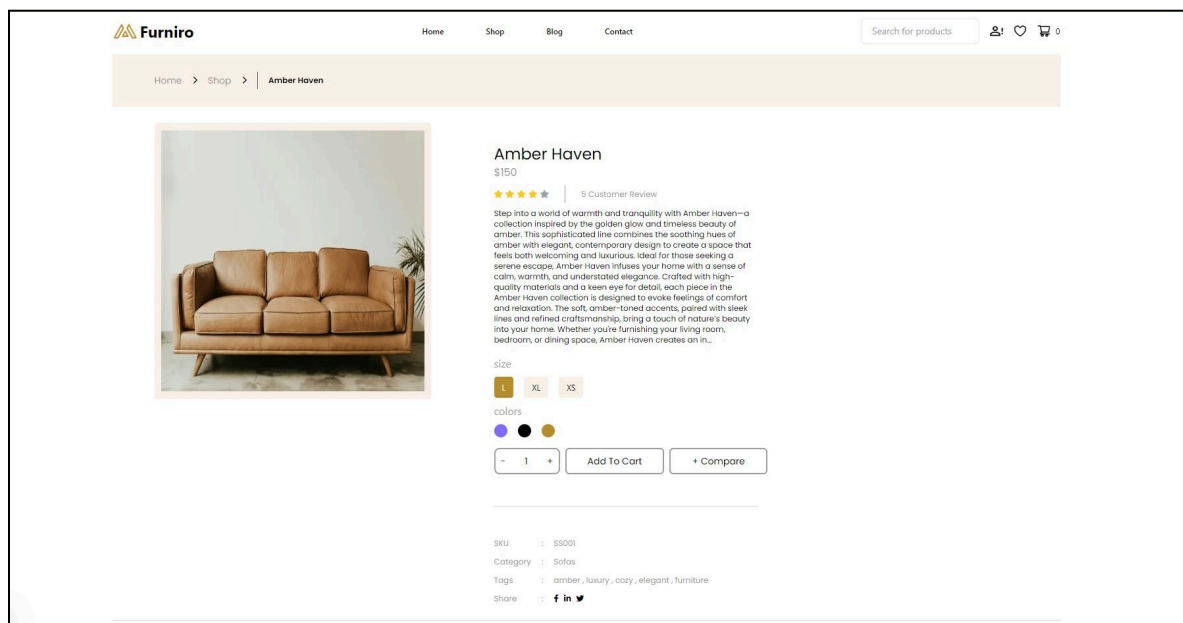 Furniro
Home Shop Blog Contact
Search for products
0
Home > Shop > Amber Haven
Amber Haven
$150
5 Customer Review
Step into a world of warmth and tranquility with Amber Haven—a
collection inspired by the golden glow and timeless beauty of
amber. This sophisticated line combines the soothing hues of
amber with elegant, contemporary design to create a space that
feels both welcoming and luxurious. Ideal for those seeking a
serene escape, Amber Haven infuses your home with a sense of
calm, warmth, and understated elegance. Crafted with high-
quality materials and a keen eye for detail, each piece in the
Amber Haven collection is designed to evoke feelings of comfort
and relaxation. The soft, amber-toned accents, paired with sleek
lines and refined craftsmanship, bring a touch of nature's beauty
into your home. Whether you're furnishing your living room,
bedroom, or dining space, Amber Haven creates an in...
size
L XL XS
colors
- 1 + Add To Cart + Compare
SKU : SS001
Category : Sofas
Tags : amber , luxury , cozy , elegant , furniture
Share : f in